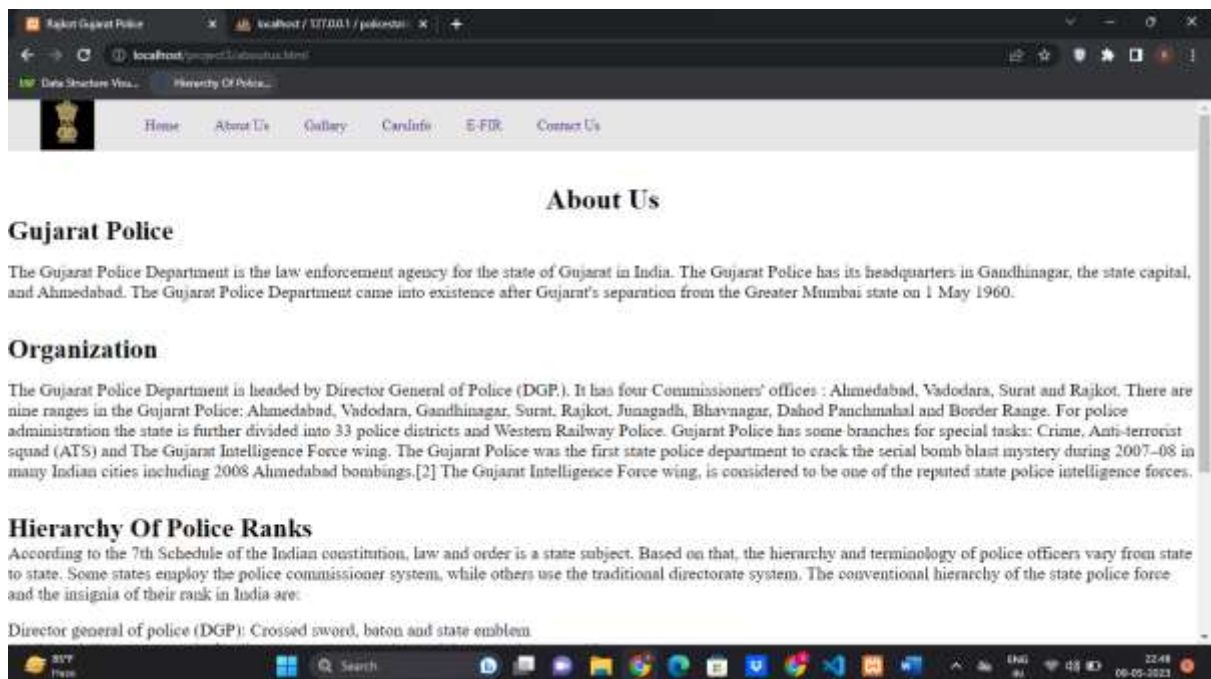 Rajkot Gujarat Police
localhost / 127.0.0.1 / policestati
localhost/project3/aboutus.html
Data Structure Visu...
Hierarchy Of Police...
Home About Us Gallary CarsInfo E-FIR Contact Us
About Us
Gujarat Police
The Gujarat Police Department is the law enforcement agency for the state of Gujarat in India. The Gujarat Police has its headquarters in Gandhinagar, the state capital,
and Ahmedabad. The Gujarat Police Department came into existence after Gujarat's separation from the Greater Mumbai state on 1 May 1960.
Organization
The Gujarat Police Department is headed by Director General of Police (DGP.). It has four Commissioners' offices : Ahmedabad, Vadodara, Surat and Rajkot. There are
nine ranges in the Gujarat Police: Ahmedabad, Vadodara, Gandhinagar, Surat, Rajkot, Junagadh, Bhavnagar, Dahod Panchmahal and Border Range. For police
administration the state is further divided into 33 police districts and Western Railway Police. Gujarat Police has some branches for special tasks: Crime, Anti-terrorist
squad (ATS) and The Gujarat Intelligence Force wing. The Gujarat Police was the first state police department to crack the serial bomb blast mystery during 2007–08 in
many Indian cities including 2008 Ahmedabad bombings.[2] The Gujarat Intelligence Force wing, is considered to be one of the reputed state police intelligence forces.
Hierarchy Of Police Ranks
According to the 7th Schedule of the Indian constitution, law and order is a state subject. Based on that, the hierarchy and terminology of police officers vary from state
to state. Some states employ the police commissioner system, while others use the traditional directorate system. The conventional hierarchy of the state police force
and the insignia of their rank in India are:
Director general of police (DGP): Crossed sword, baton and state emblem
85°F
Haze
Search
ENG
IN
22:48
09-05-2023